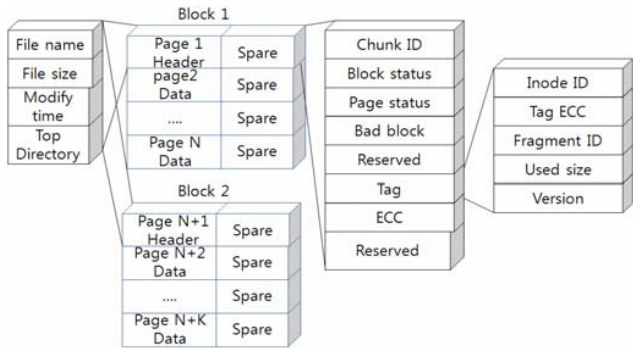 File name
File size
Modify
time
Top
Directory
Block 1
Page 1
Header
Spare
page2
Data
Spare
....
Spare
Page N
Data
Spare
Block 2
Page N+1
Header
Spare
Page N+2
Data
Spare
....
Spare
Page N+K
Data
Spare
Chunk ID
Block status
Page status
Bad block
Reserved
Tag
ECC
Reserved
Inode ID
Tag ECC
Fragment ID
Used size
Version